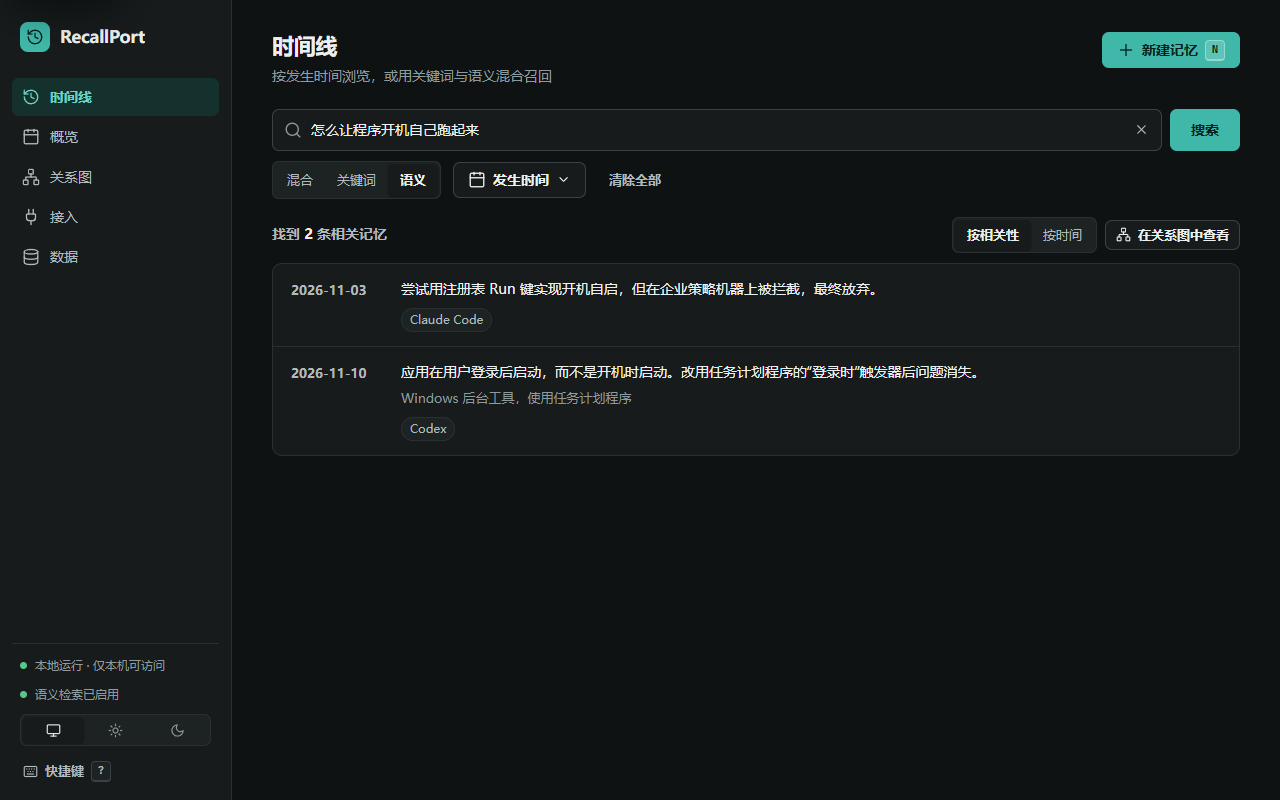 RecallPort
时间线
概览
关系图
接入
数据
本地运行 · 仅本机可访问
语义检索已启用
快捷键 ?
时间线
按发生时间浏览，或用关键词与语义混合召回
新建记忆 N
怎么让程序开机自己跑起来
搜索
混合 关键词 语义 发生时间 清除全部
找到 2 条相关记忆
按相关性 按时间 在关系图中查看
2026-11-03 尝试用注册表 Run 键实现开机自启，但在企业策略机器上被拦截，最终放弃。
Claude Code
2026-11-10 应用在用户登录后启动，而不是开机时启动。改用任务计划程序的“登录时”触发器后问题消失。
Windows 后台工具，使用任务计划程序
Codex